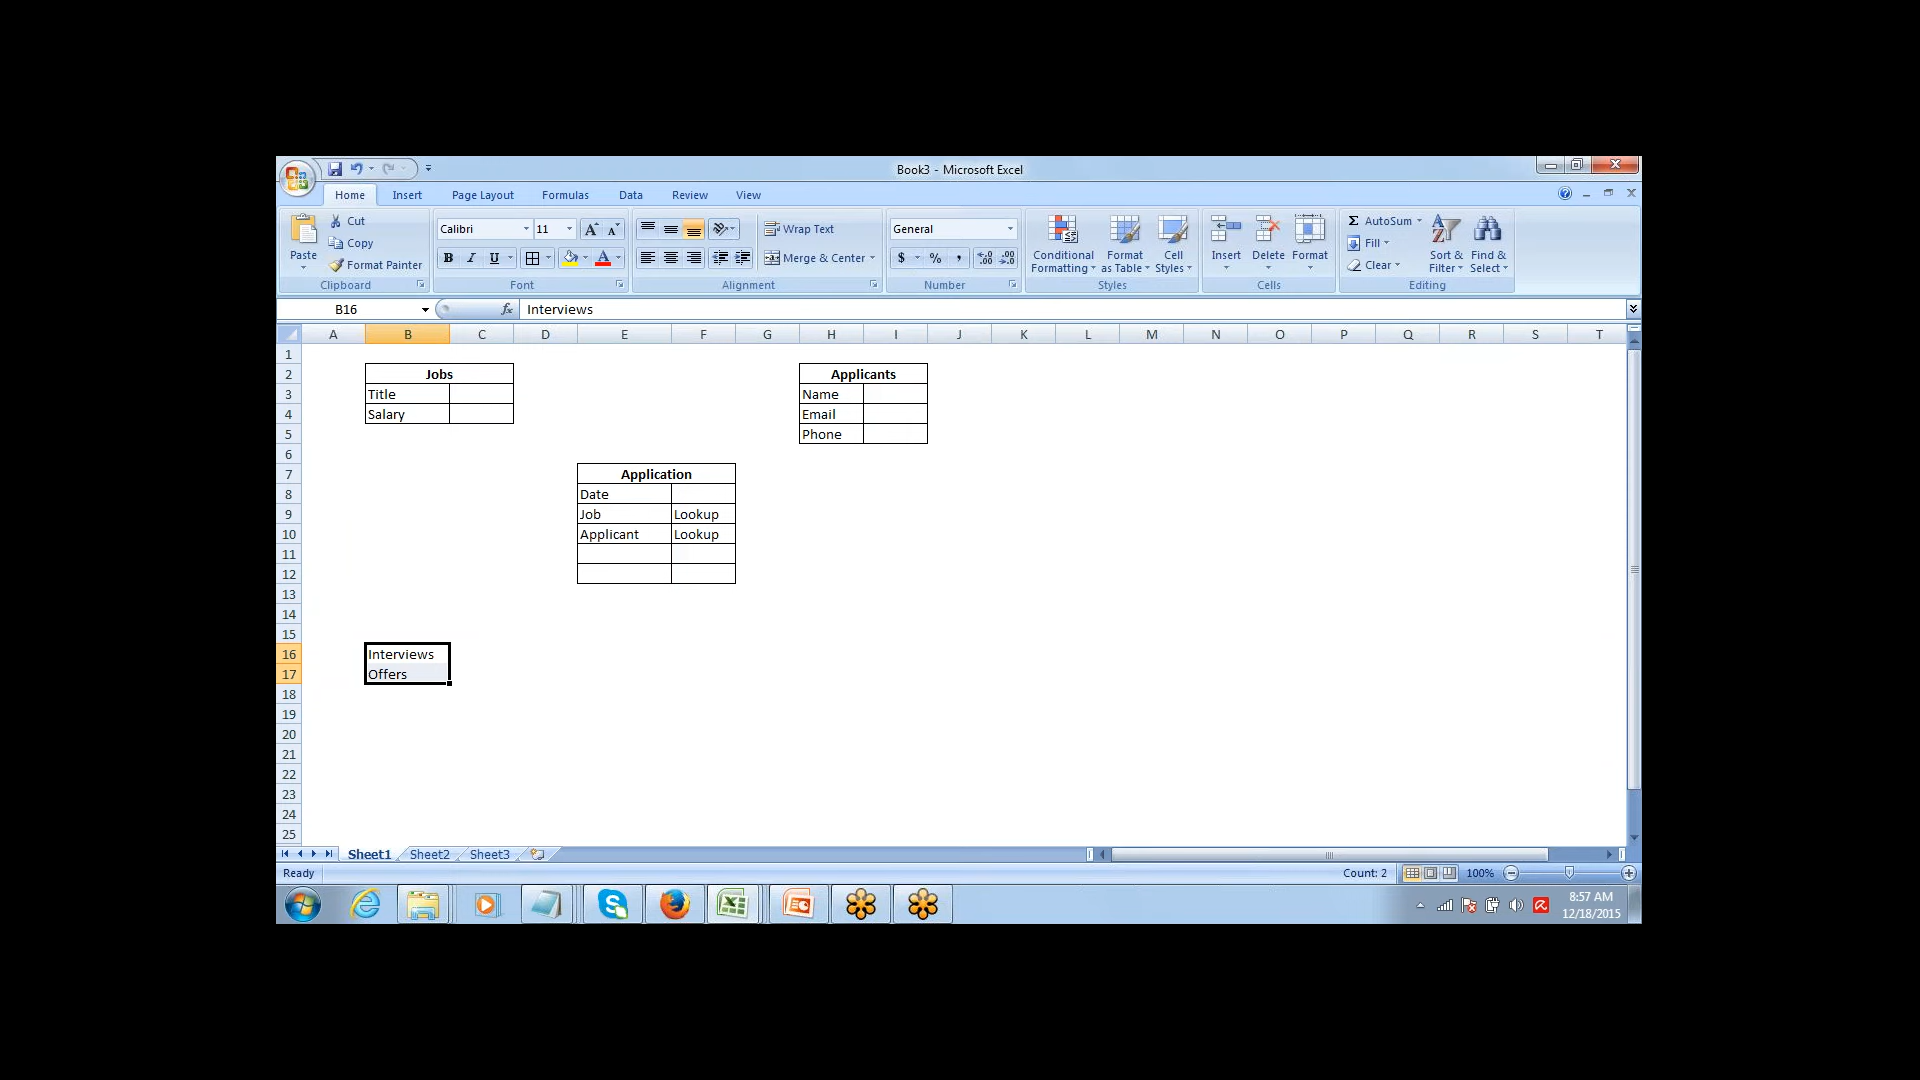 Book3 - Microsoft Excel
Home Insert Page Layout Formulas Data Review View
Paste
Cut
Copy
Format Painter
Clipboard
Calibri 11
B I U
Font
Wrap Text
Merge & Center
Alignment
General
$ % ,
Number
Conditional Formatting
Format as Table
Cell Styles
Styles
Insert
Delete
Format
Cells
AutoSum
Fill
Clear
Sort & Filter
Find & Select
Editing
B16 fx Interviews
A B C D E F G H I J K L M N O P Q R S T
1
2 Jobs Applicants
3 Title Name
4 Salary Email
5 Phone
6
7 Application
8 Date
9 Job Lookup
10 Applicant Lookup
11
12
13
14
15
16 Interviews
17 Offers
18
19
20
21
22
23
24
25
Sheet1 Sheet2 Sheet3
Ready Count: 2 100%
8:57 AM
12/18/2015